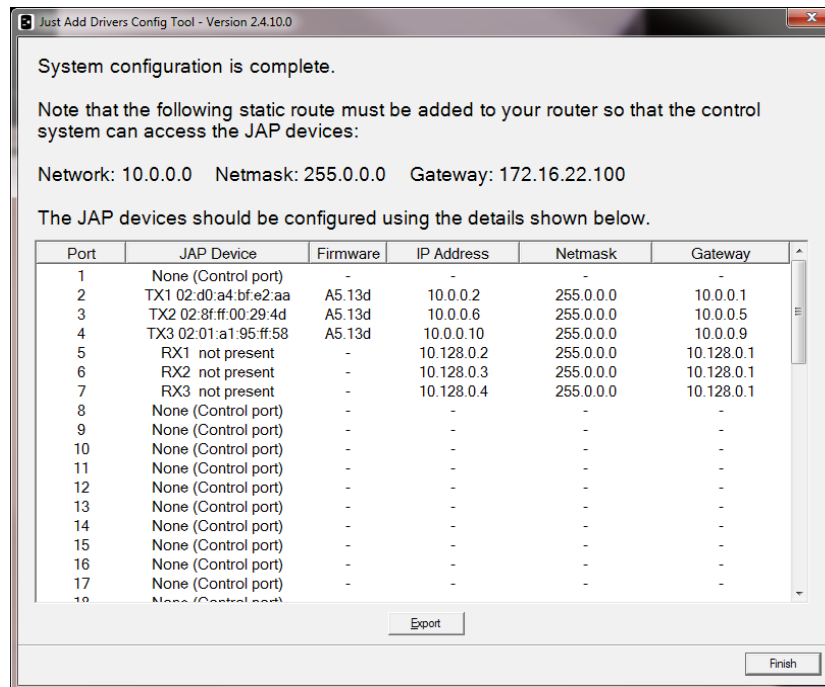 Just Add Drivers Config Tool - Version 2.4.10.0
System configuration is complete.
Note that the following static route must be added to your router so that the control
system can access the JAP devices:
Network: 10.0.0.0 Netmask: 255.0.0.0 Gateway: 172.16.22.100
The JAP devices should be configured using the details shown below.
Port JAP Device Firmware IP Address Netmask Gateway
1 None (Control port) - - - -
2 TX1 02:d0:a4:bf:e2:aa A5.13d 10.0.0.2 255.0.0.0 10.0.0.1
3 TX2 02:8f:ff:00:29:4d A5.13d 10.0.0.6 255.0.0.0 10.0.0.5
4 TX3 02:01:a1:95:ff:58 A5.13d 10.0.0.10 255.0.0.0 10.0.0.9
5 RX1 not present - 10.128.0.2 255.0.0.0 10.128.0.1
6 RX2 not present - 10.128.0.3 255.0.0.0 10.128.0.1
7 RX3 not present - 10.128.0.4 255.0.0.0 10.128.0.1
8 None (Control port) - - - -
9 None (Control port) - - - -
10 None (Control port) - - - -
11 None (Control port) - - - -
12 None (Control port) - - - -
13 None (Control port) - - - -
14 None (Control port) - - - -
15 None (Control port) - - - -
16 None (Control port) - - - -
17 None (Control port) - - - -
18 None (Control port)
Export
Finish